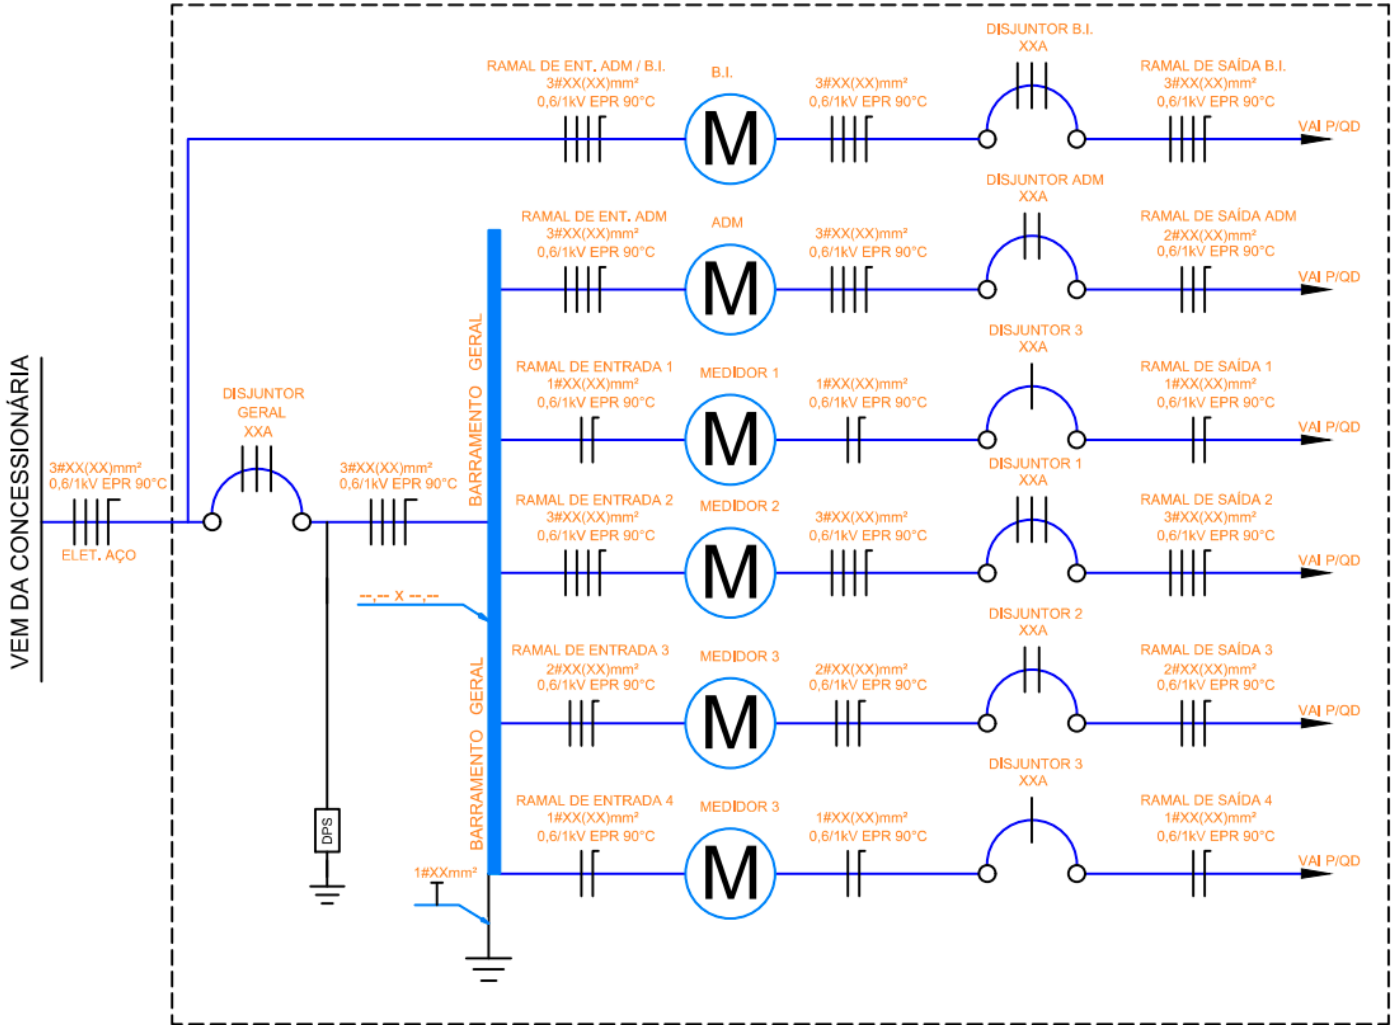 VEM DA CONCESSIONÁRIA
3#XX(XX)mm²
0,6/1kV EPR 90°C
ELET. AÇO
DISJUNTOR
GERAL
XXA
3#XX(XX)mm²
0,6/1kV EPR 90°C
DPS
BARRAMENTO GERAL
--,-- X --,--
BARRAMENTO GERAL
1#XXmm²
RAMAL DE ENT. ADM / B.I.
3#XX(XX)mm²
0,6/1kV EPR 90°C
B.I.
M
3#XX(XX)mm²
0,6/1kV EPR 90°C
DISJUNTOR B.I.
XXA
RAMAL DE SAÍDA B.I.
3#XX(XX)mm²
0,6/1kV EPR 90°C
VAI P/QD
RAMAL DE ENT. ADM
3#XX(XX)mm²
0,6/1kV EPR 90°C
ADM
M
3#XX(XX)mm²
0,6/1kV EPR 90°C
DISJUNTOR ADM
XXA
RAMAL DE SAÍDA ADM
2#XX(XX)mm²
0,6/1kV EPR 90°C
VAI P/QD
RAMAL DE ENTRADA 1
1#XX(XX)mm²
0,6/1kV EPR 90°C
MEDIDOR 1
M
1#XX(XX)mm²
0,6/1kV EPR 90°C
DISJUNTOR 3
XXA
RAMAL DE SAÍDA 1
1#XX(XX)mm²
0,6/1kV EPR 90°C
VAI P/QD
RAMAL DE ENTRADA 2
3#XX(XX)mm²
0,6/1kV EPR 90°C
MEDIDOR 2
M
3#XX(XX)mm²
0,6/1kV EPR 90°C
DISJUNTOR 1
XXA
RAMAL DE SAÍDA 2
3#XX(XX)mm²
0,6/1kV EPR 90°C
VAI P/QD
RAMAL DE ENTRADA 3
2#XX(XX)mm²
0,6/1kV EPR 90°C
MEDIDOR 3
M
2#XX(XX)mm²
0,6/1kV EPR 90°C
DISJUNTOR 2
XXA
RAMAL DE SAÍDA 3
2#XX(XX)mm²
0,6/1kV EPR 90°C
VAI P/QD
RAMAL DE ENTRADA 4
1#XX(XX)mm²
0,6/1kV EPR 90°C
MEDIDOR 3
M
1#XX(XX)mm²
0,6/1kV EPR 90°C
DISJUNTOR 3
XXA
RAMAL DE SAÍDA 4
1#XX(XX)mm²
0,6/1kV EPR 90°C
VAI P/QD